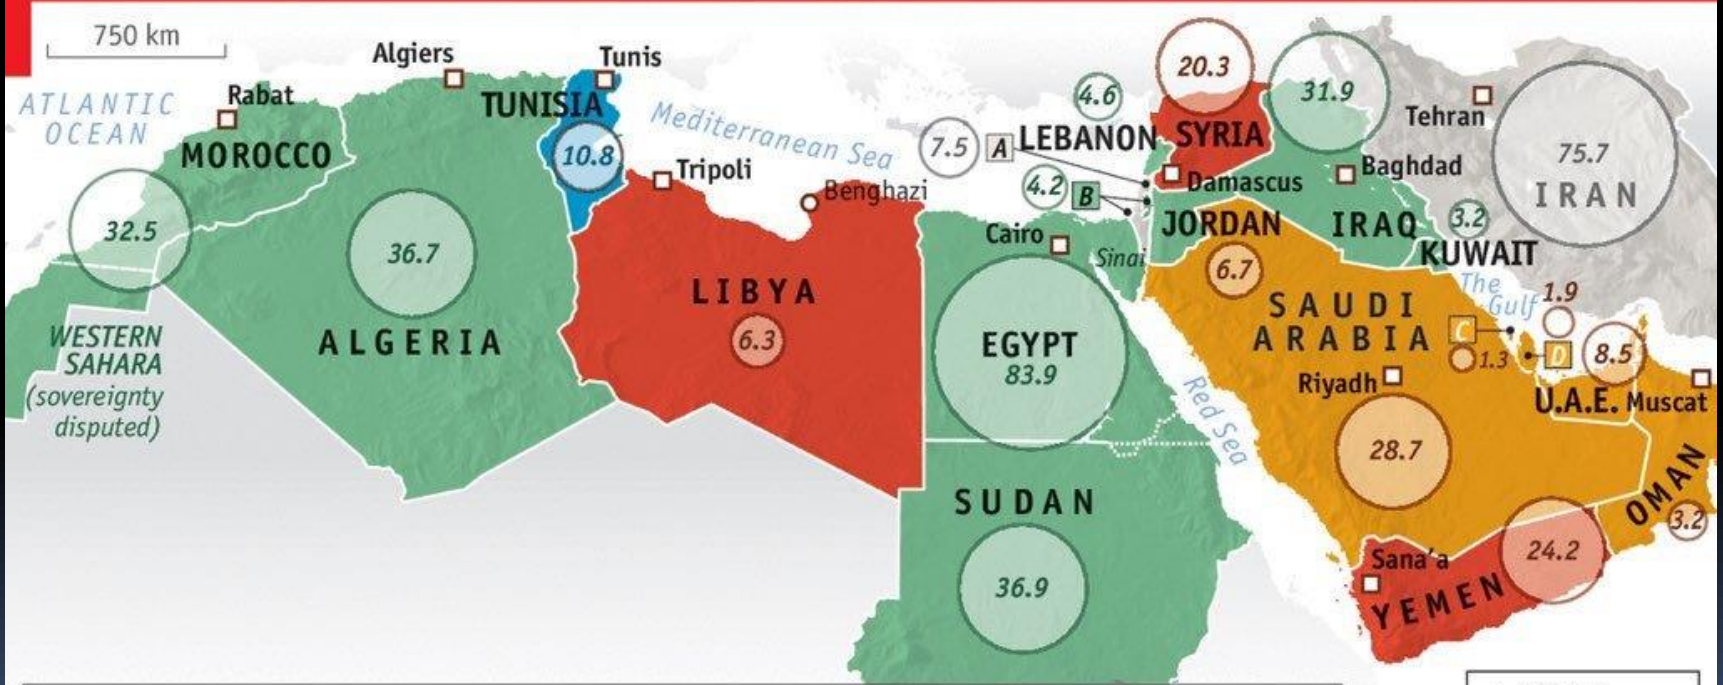 750 km
ATLANTIC
OCEAN
Rabat
MOROCCO
32.5
WESTERN
SAHARA
(sovereignty
disputed)
Algiers
36.7
ALGERIA
Tunis
TUNISIA
10.8
Mediterranean Sea
Tripoli
Benghazi
LIBYA
6.3
Cairo
Sinai
EGYPT
83.9
SUDAN
36.9
Red Sea
4.6
LEBANON
7.5 A
4.2 B
20.3
SYRIA
Damascus
JORDAN
6.7
31.9
Baghdad
IRAQ
3.2
KUWAIT
Tehran
75.7
IRAN
The
Gulf
SAUDI
ARABIA
Riyadh
28.7
C
1.3
1.9
D
8.5
U.A.E.
Muscat
OMAN
3.2
Sana'a
YEMEN
24.2